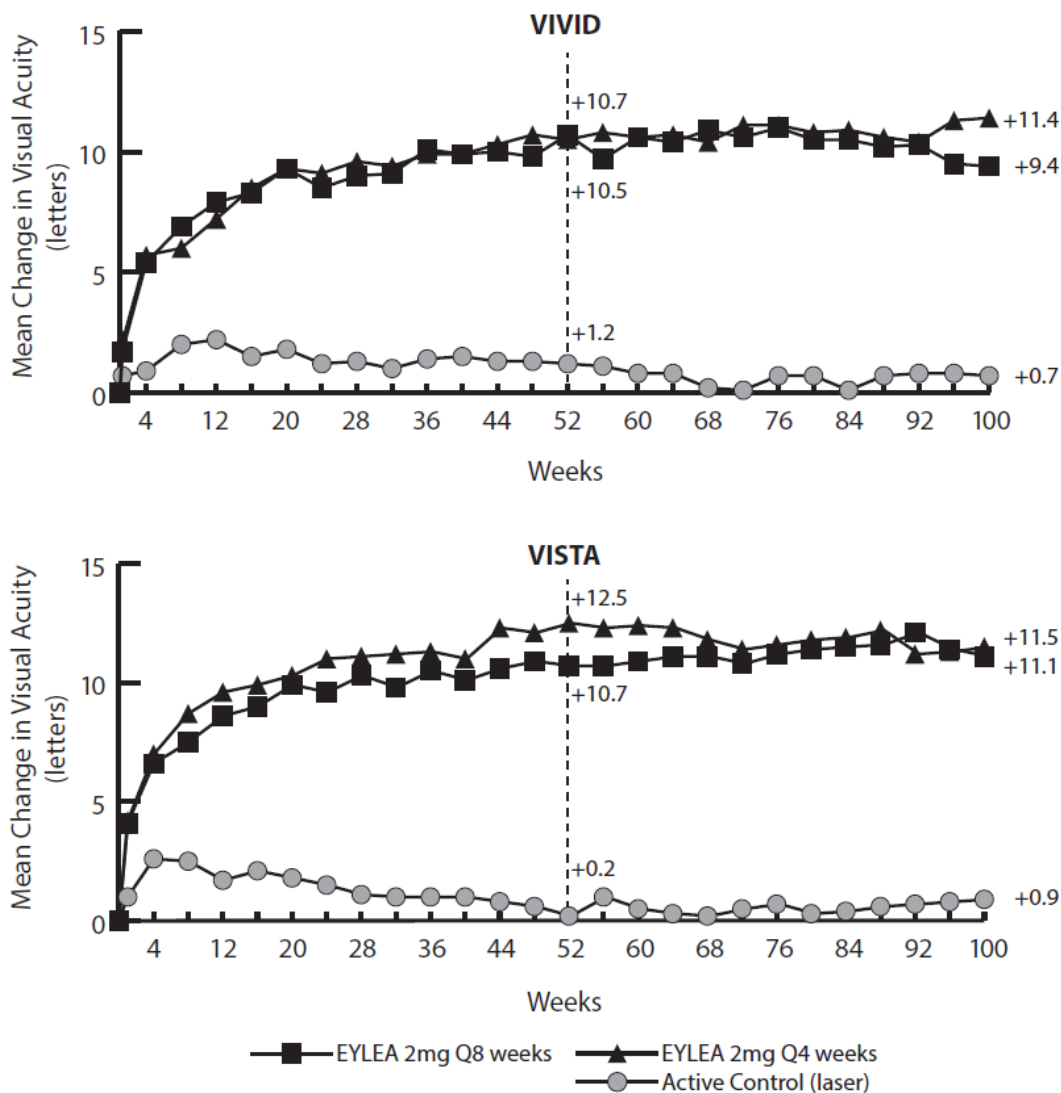 VIVID
15
10
5
0
Mean Change in Visual Acuity
(letters)
+10.7
+10.5
+1.2
+11.4
+9.4
+0.7
4 12 20 28 36 44 52 60 68 76 84 92 100
Weeks
VISTA
15
10
5
0
Mean Change in Visual Acuity
(letters)
+12.5
+10.7
+0.2
+11.5
+11.1
+0.9
4 12 20 28 36 44 52 60 68 76 84 92 100
Weeks
EYLEA 2mg Q8 weeks EYLEA 2mg Q4 weeks
Active Control (laser)